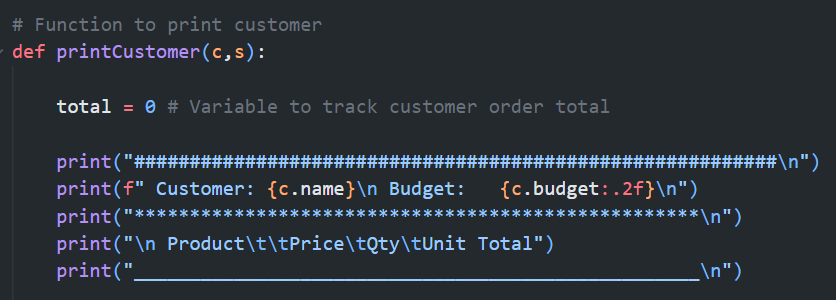 # Function to print customer
def printCustomer(c,s):
total = 0 # Variable to track customer order total
print("##########################################################\n")
print(f" Customer: {c.name}\n Budget:   {c.budget:.2f}\n")
print("***************************************************\n")
print("\n Product\t\tPrice\tQty\tUnit Total")
print("___________________________________________________\n")